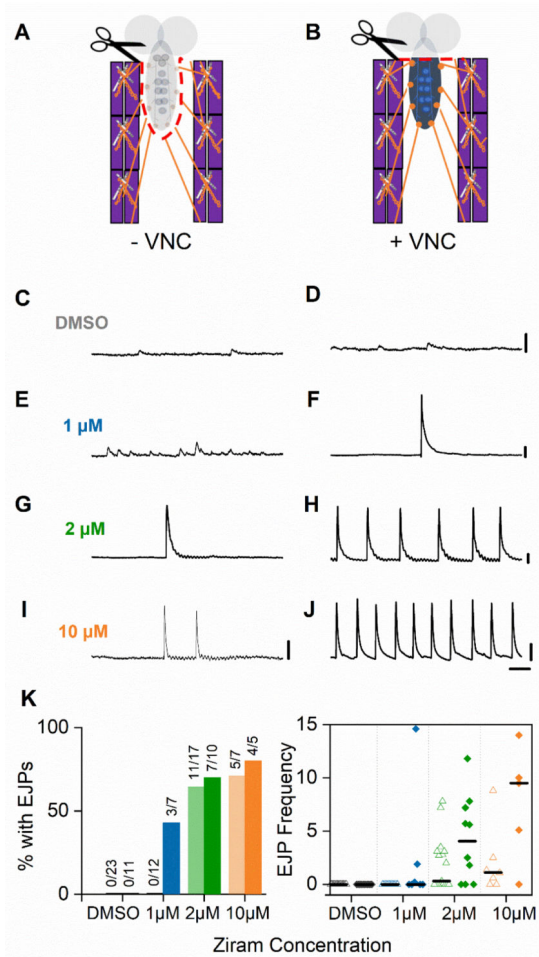 A
B
- VNC
+ VNC
C
DMSO
D
E
1 µM
F
G
2 µM
H
I
10 µM
J
K
% with EJPs
100
50
0
0/23
0/11
0/12
3/7
11/17
7/10
5/7
4/5
DMSO 1µM 2µM 10µM
EJP Frequency
15
10
5
0
DMSO 1µM 2µM 10µM
Ziram Concentration